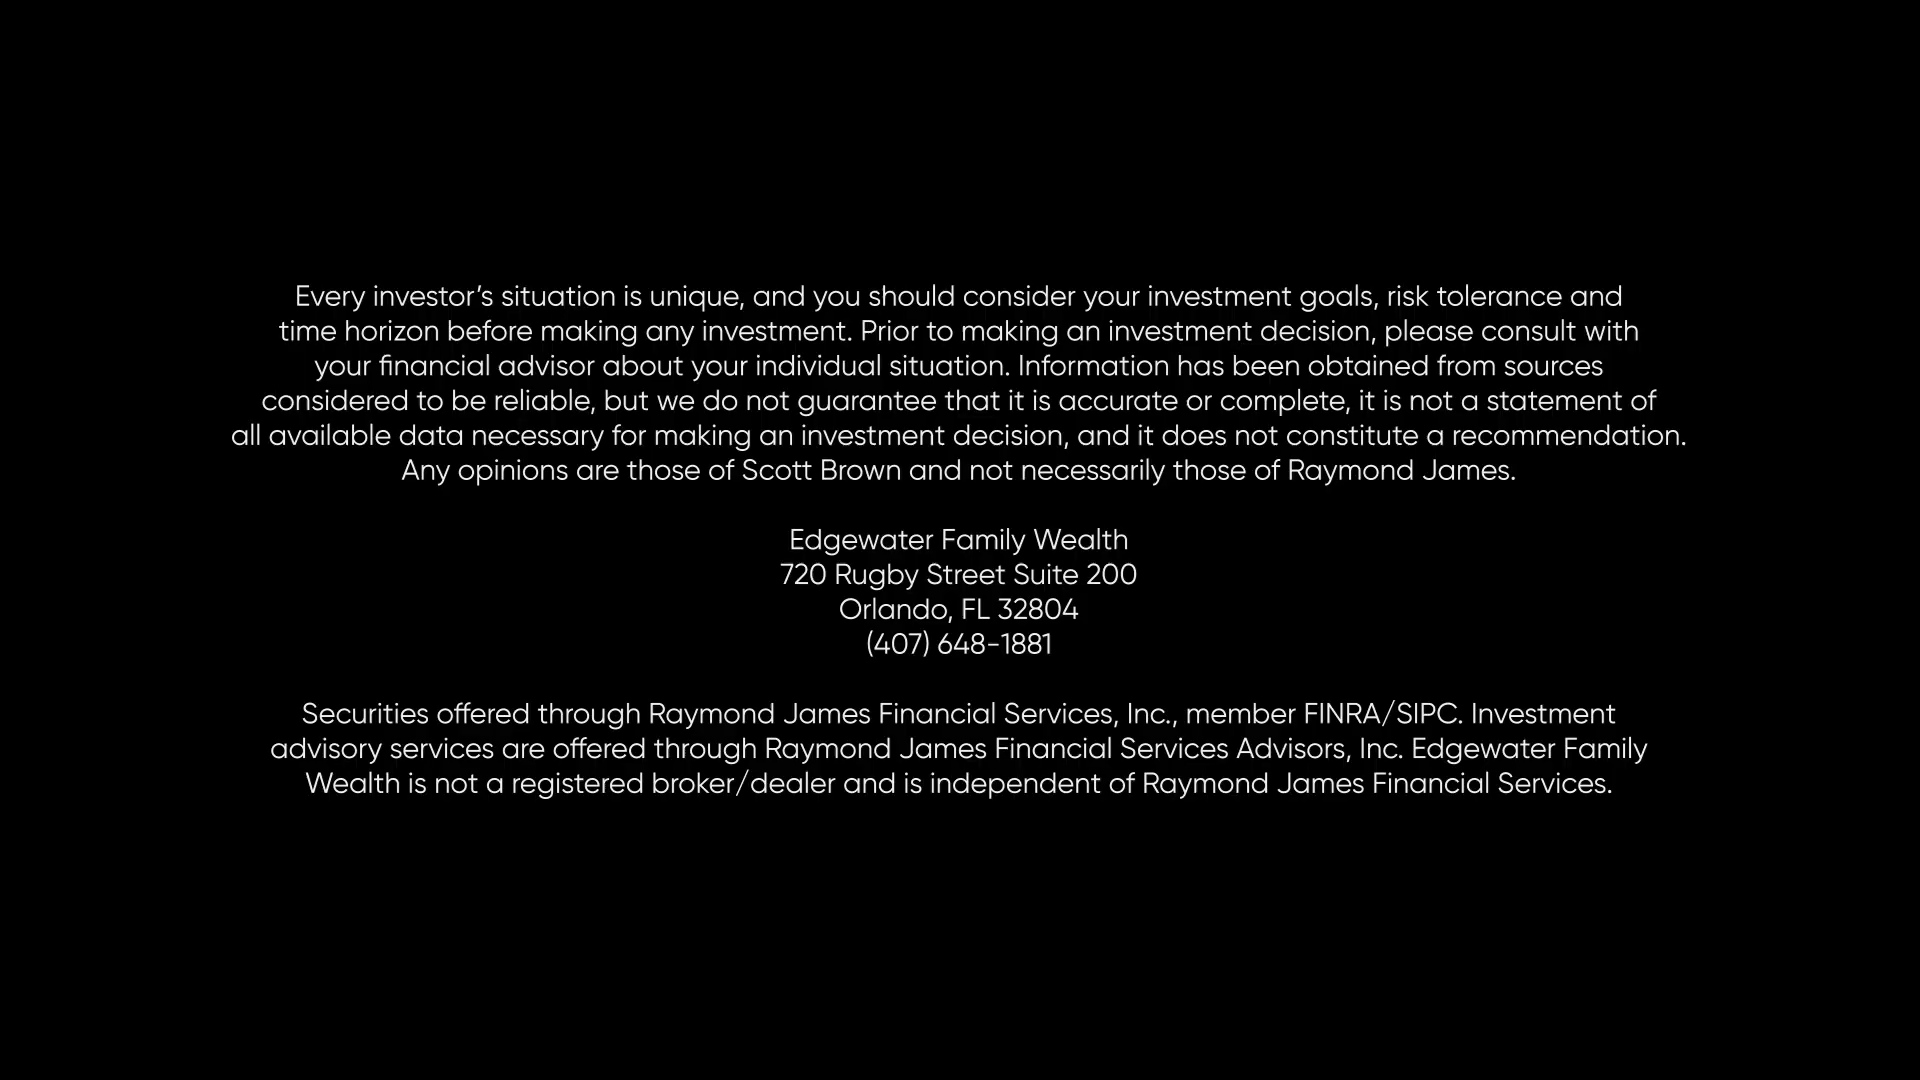 Every investor’s situation is unique, and you should consider your investment goals, risk tolerance and
time horizon before making any investment. Prior to making an investment decision, please consult with
your financial advisor about your individual situation. Information has been obtained from sources
considered to be reliable, but we do not guarantee that it is accurate or complete, it is not a statement of
all available data necessary for making an investment decision, and it does not constitute a recommendation.
Any opinions are those of Scott Brown and not necessarily those of Raymond James.
Edgewater Family Wealth
720 Rugby Street Suite 200
Orlando, FL 32804
(407) 648-1881
Securities offered through Raymond James Financial Services, Inc., member FINRA/SIPC. Investment
advisory services are offered through Raymond James Financial Services Advisors, Inc. Edgewater Family
Wealth is not a registered broker/dealer and is independent of Raymond James Financial Services.